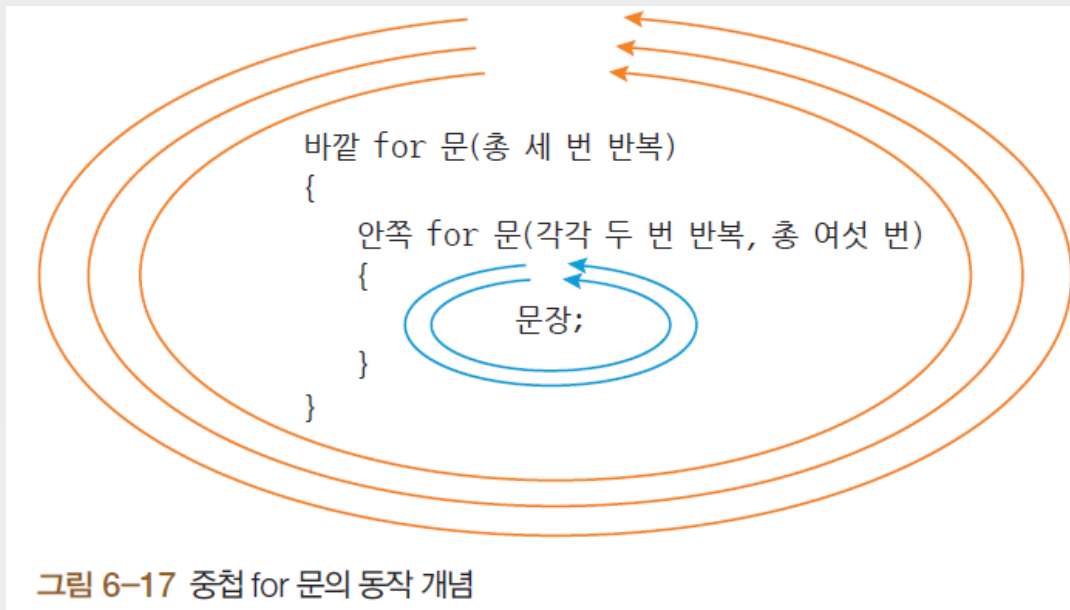 바깥 for 문(총 세 번 반복)
{
안쪽 for 문(각각 두 번 반복, 총 여섯 번)
{
문장;
}
}
그림 6-17 중첩 for 문의 동작 개념